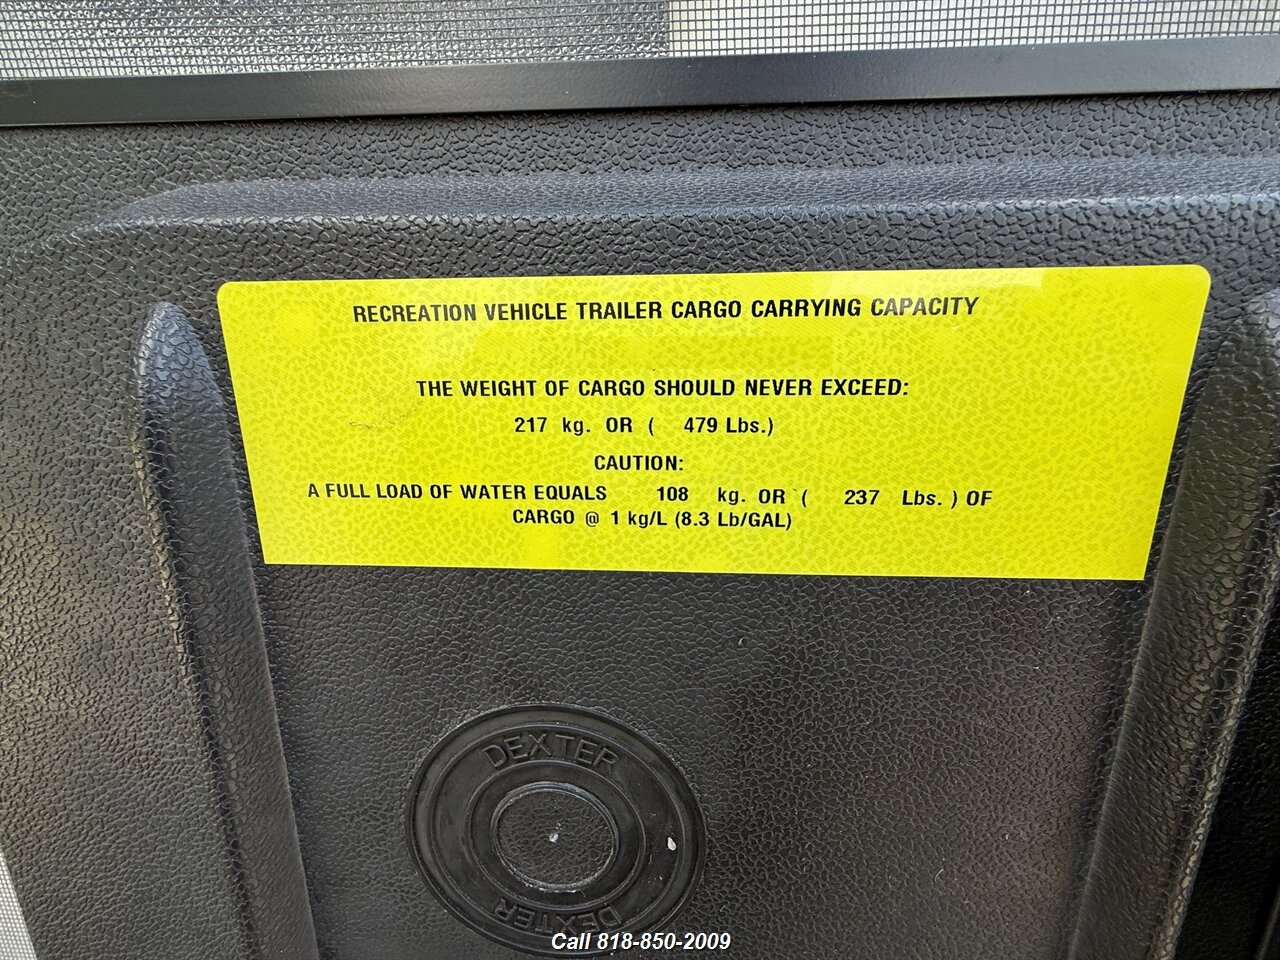 RECREATION VEHICLE TRAILER CARGO CARRYING CAPACITY
THE WEIGHT OF CARGO SHOULD NEVER EXCEED:
217 kg. OR ( 479 Lbs.)
CAUTION:
A FULL LOAD OF WATER EQUALS 108 kg. OR ( 237 Lbs. ) OF
CARGO @ 1 kg/L (8.3 Lb/GAL)
DEXTER
DEXTER
Call 818-850-2009